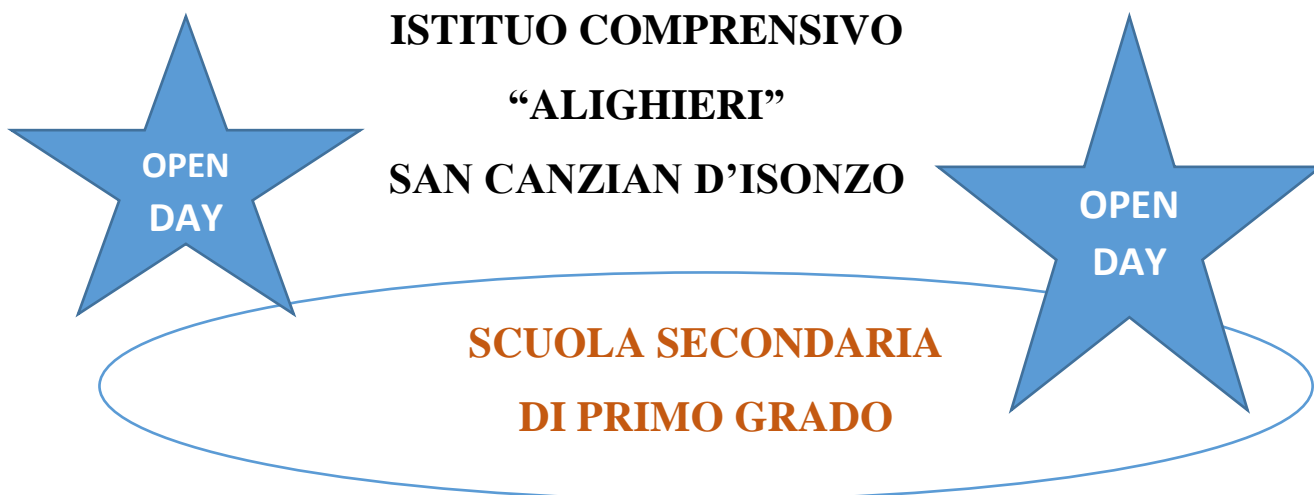 ISTITUO COMPRENSIVO
“ALIGHIERI”
SAN CANZIAN D’ISONZO
OPEN
DAY
OPEN
DAY
SCUOLA SECONDARIA
DI PRIMO GRADO